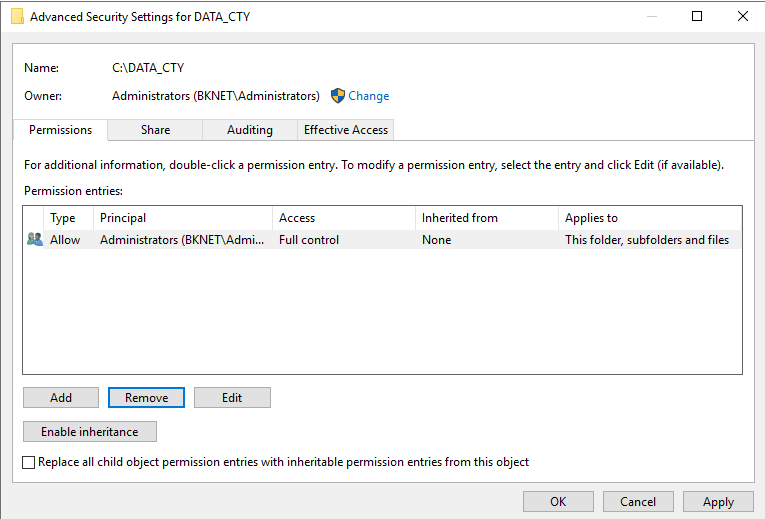 Advanced Security Settings for DATA_CTY
Name: C:\DATA_CTY
Owner: Administrators (BKNET\Administrators) Change
Permissions Share Auditing Effective Access
For additional information, double-click a permission entry. To modify a permission entry, select the entry and click Edit (if available).
Permission entries:
Type Principal Access Inherited from Applies to
Allow Administrators (BKNET\Admi... Full control None This folder, subfolders and files
Add Remove Edit
Enable inheritance
Replace all child object permission entries with inheritable permission entries from this object
OK Cancel Apply